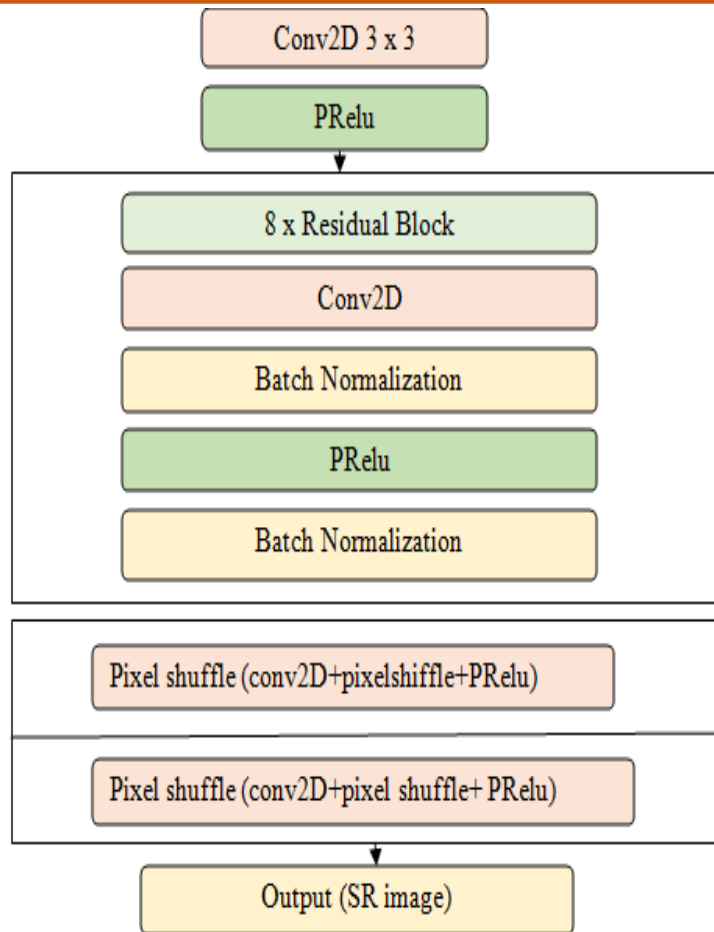 Conv2D 3 x 3
PRelu
8 x Residual Block
Conv2D
Batch Normalization
PRelu
Batch Normalization
Pixel shuffle (conv2D+pixelshiffle+PRelu)
Pixel shuffle (conv2D+pixel shuffle+ PRelu)
Output (SR image)